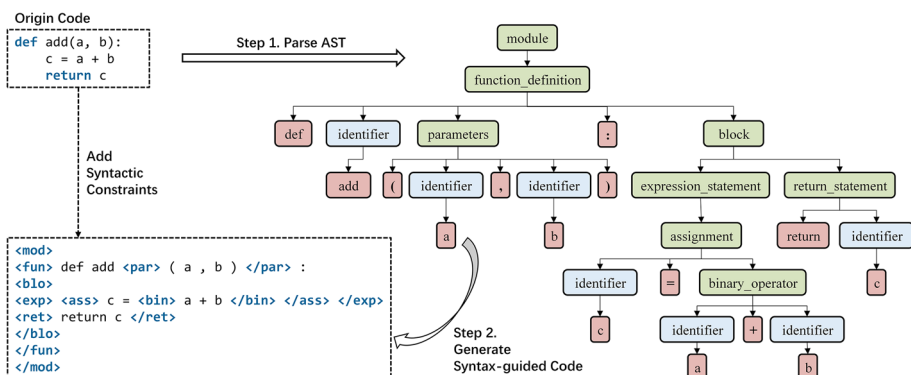 Origin Code
def add(a, b):
c = a + b
return c
Step 1. Parse AST
Add
Syntactic
Constraints
module
function_definition
def identifier parameters : block
add ( identifier , identifier ) expression_statement return_statement
a b assignment return identifier
identifier = binary_operator c
c identifier + identifier
a b
Step 2.
Generate
Syntax-guided Code
<mod>
<fun> def add <par> ( a , b ) </par> :
<blo>
<exp> <ass> c = <bin> a + b </bin> </ass> </exp>
<ret> return c </ret>
</blo>
</fun>
</mod>